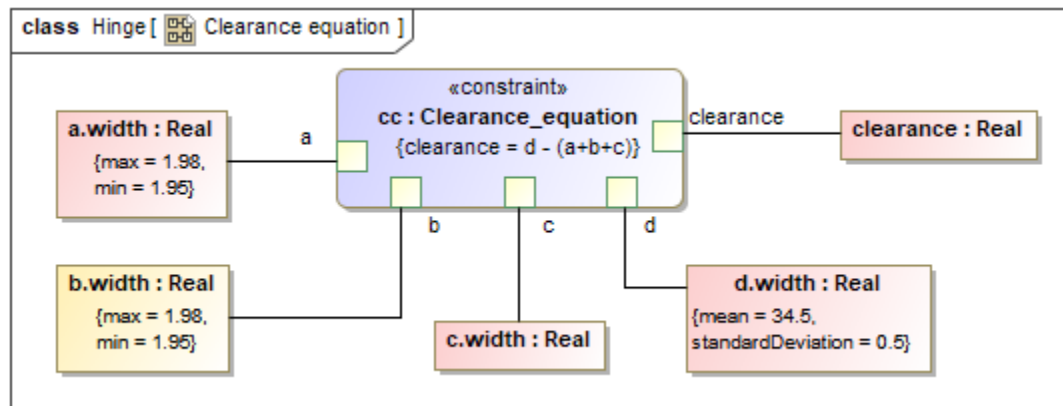 class Hinge [ Clearance equation ]
«constraint»
cc : Clearance_equation
{clearance = d - (a+b+c)}
a.width : Real
{max = 1.98,
min = 1.95}
a
clearance
clearance : Real
b
c
d
b.width : Real
{max = 1.98,
min = 1.95}
c.width : Real
d.width : Real
{mean = 34.5,
standardDeviation = 0.5}